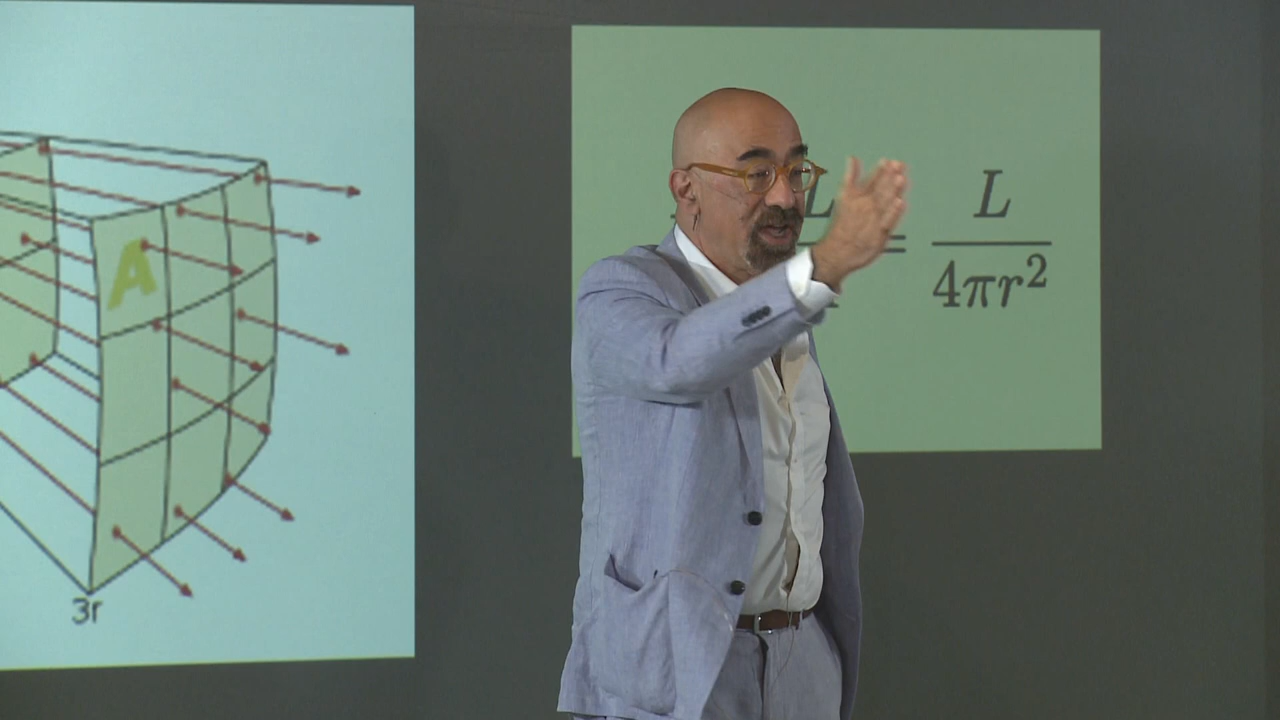 A
3r
L = L
4πr²